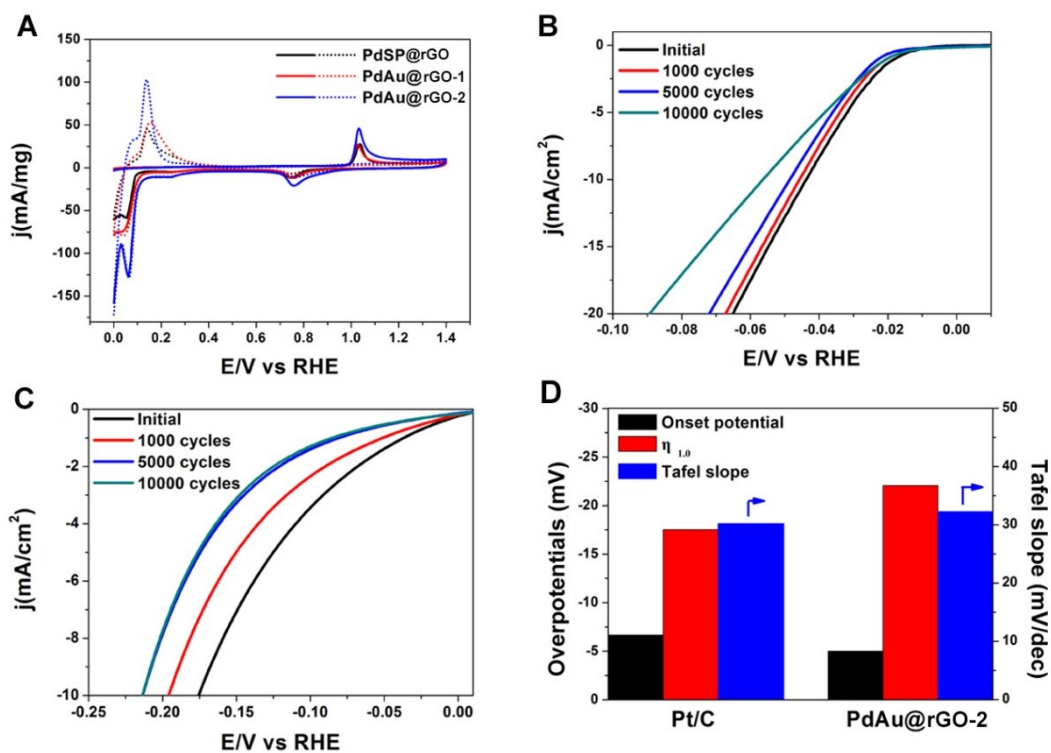 A
150
100
50
0
-50
-100
-150
j(mA/mg)
PdSP@rGO
PdAu@rGO-1
PdAu@rGO-2
0.0 0.2 0.4 0.6 0.8 1.0 1.2 1.4
E/V vs RHE
B
0
-5
-10
-15
-20
j(mA/cm²)
Initial
1000 cycles
5000 cycles
10000 cycles
-0.10 -0.08 -0.06 -0.04 -0.02 0.00
E/V vs RHE
C
0
-2
-4
-6
-8
-10
j(mA/cm²)
Initial
1000 cycles
5000 cycles
10000 cycles
-0.25 -0.20 -0.15 -0.10 -0.05 0.00
E/V vs RHE
D
-30
-25
-20
-15
-10
-5
0
Overpotentials (mV)
Onset potential
η 1.0
Tafel slope
50
40
30
20
10
0
Tafel slope (mV/dec)
Pt/C PdAu@rGO-2